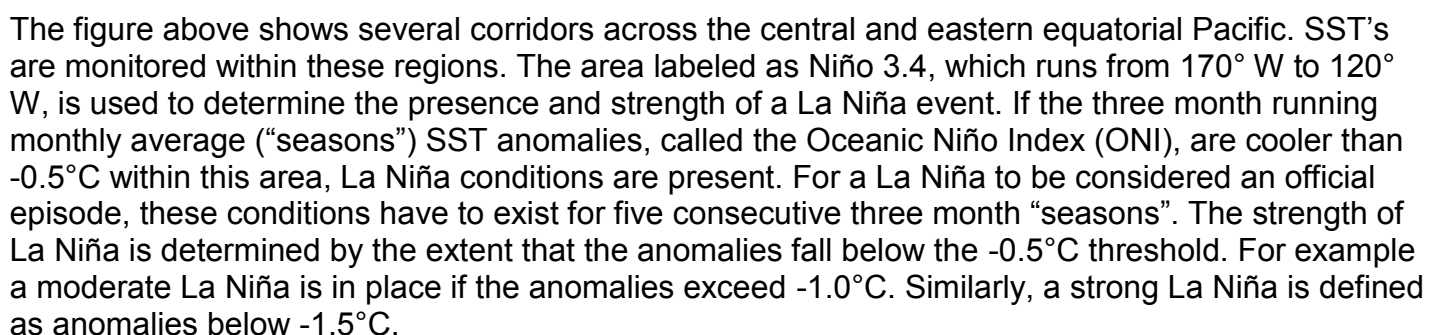 The figure above shows several corridors across the central and eastern equatorial Pacific. SST’s
are monitored within these regions. The area labeled as Niño 3.4, which runs from 170° W to 120°
W, is used to determine the presence and strength of a La Niña event. If the three month running
monthly average (“seasons”) SST anomalies, called the Oceanic Niño Index (ONI), are cooler than
-0.5°C within this area, La Niña conditions are present. For a La Niña to be considered an official
episode, these conditions have to exist for five consecutive three month “seasons”. The strength of
La Niña is determined by the extent that the anomalies fall below the -0.5°C threshold. For example
a moderate La Niña is in place if the anomalies exceed -1.0°C. Similarly, a strong La Niña is defined
as anomalies below -1.5°C.